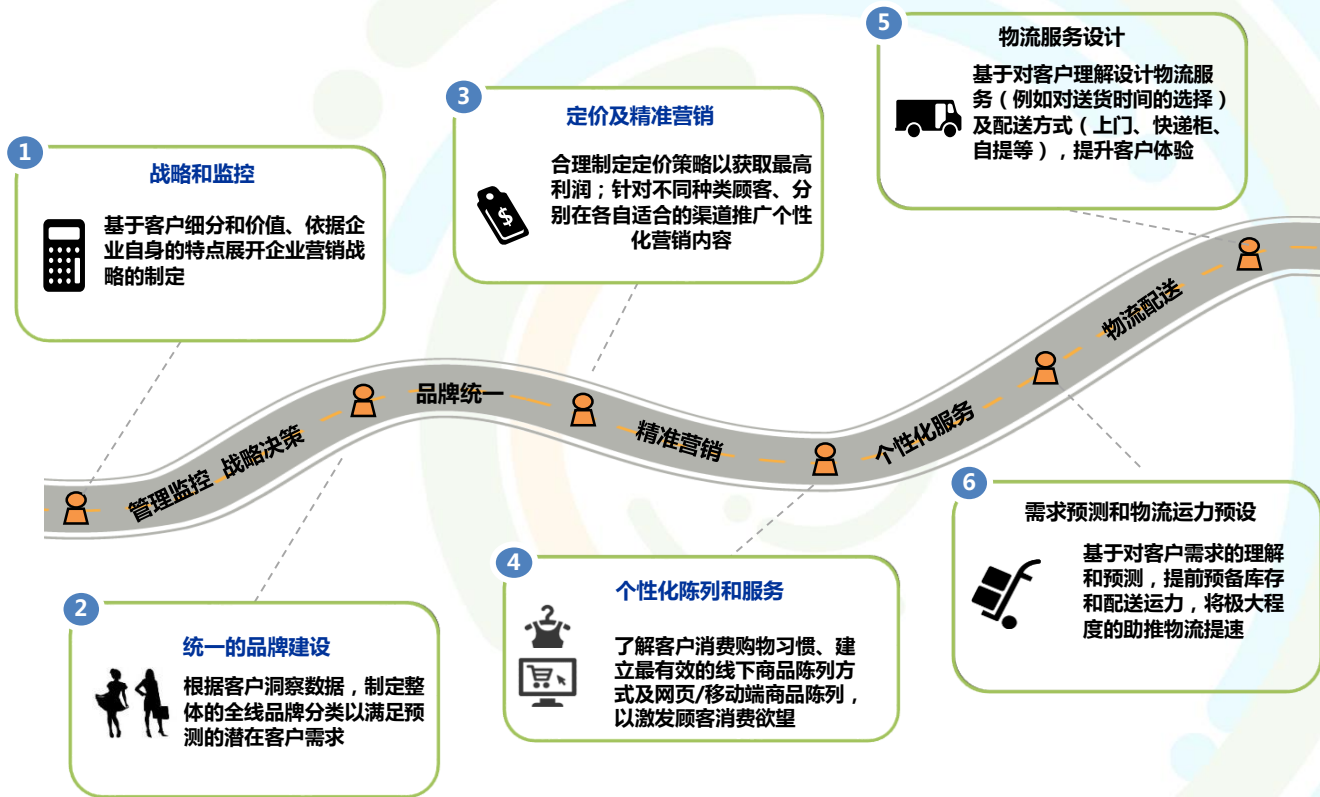 1
战略和监控
基于客户细分和价值、依据企
业自身的特点展开企业营销战
略的制定
2
统一的品牌建设
根据客户洞察数据，制定整
体的全线品牌分类以满足预
测的潜在客户需求
3
定价及精准营销
合理制定定价策略以获取最高
利润；针对不同种类顾客、分
别在各自适合的渠道推广个性
化营销内容
$
4
个性化陈列和服务
了解客户消费购物习惯、建
立最有效的线下商品陈列方
式及网页/移动端商品陈列，
以激发顾客消费欲望
5
物流服务设计
基于对客户理解设计物流服
务（例如对送货时间的选择）
及配送方式（上门、快递柜、
自提等），提升客户体验
6
需求预测和物流运力预设
基于对客户需求的理解
和预测，提前预备库存
和配送运力，将极大程
度的助推物流提速
管理监控 战略决策
品牌统一
精准营销
个性化服务
物流配送